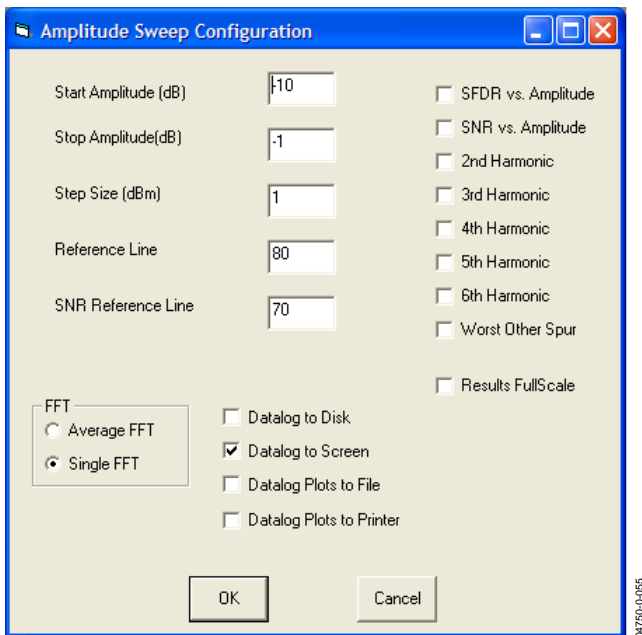 Amplitude Sweep Configuration
Start Amplitude (dB)
-10
Stop Amplitude(dB)
-1
Step Size (dBm)
1
Reference Line
80
SNR Reference Line
70
SFDR vs. Amplitude
SNR vs. Amplitude
2nd Harmonic
3rd Harmonic
4th Harmonic
5th Harmonic
6th Harmonic
Worst Other Spur
Results FullScale
FFT
Average FFT
Single FFT
Datalog to Disk
Datalog to Screen
Datalog Plots to File
Datalog Plots to Printer
OK
Cancel